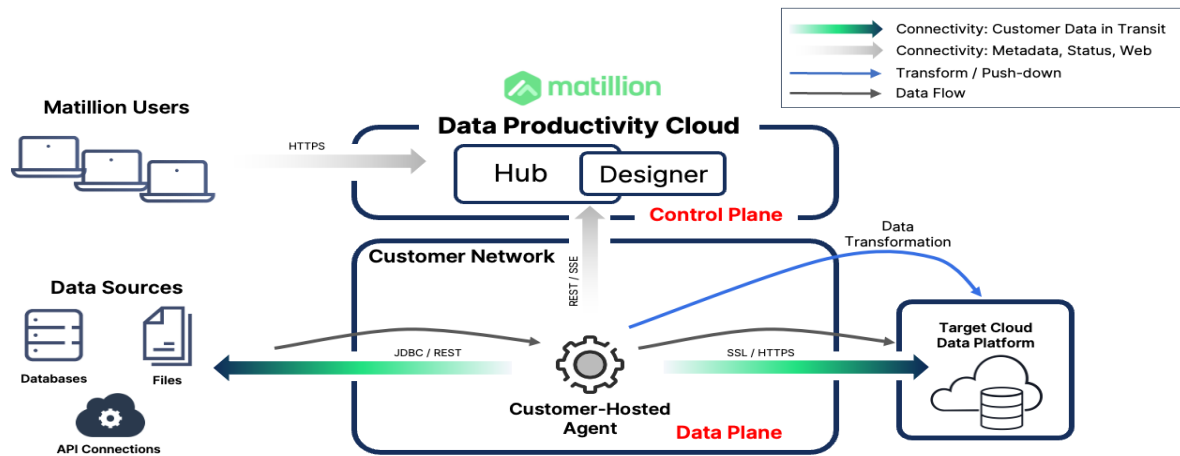 Connectivity: Customer Data in Transit
Connectivity: Metadata, Status, Web
Transform / Push-down
Data Flow
matillion
Matillion Users
Data Productivity Cloud
HTTPS
Hub
Designer
Control Plane
Data
Transformation
Customer Network
REST / SSE
Data Sources
Databases
Files
API Connections
JDBC / REST
SSL / HTTPS
Customer-Hosted
Agent
Data Plane
Target Cloud
Data Platform